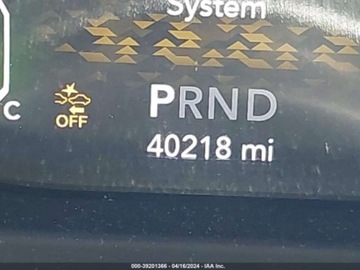 System
C
OFF
PRND
40218 mi
000-39201366 - 04/16/2024 - IAA Inc.